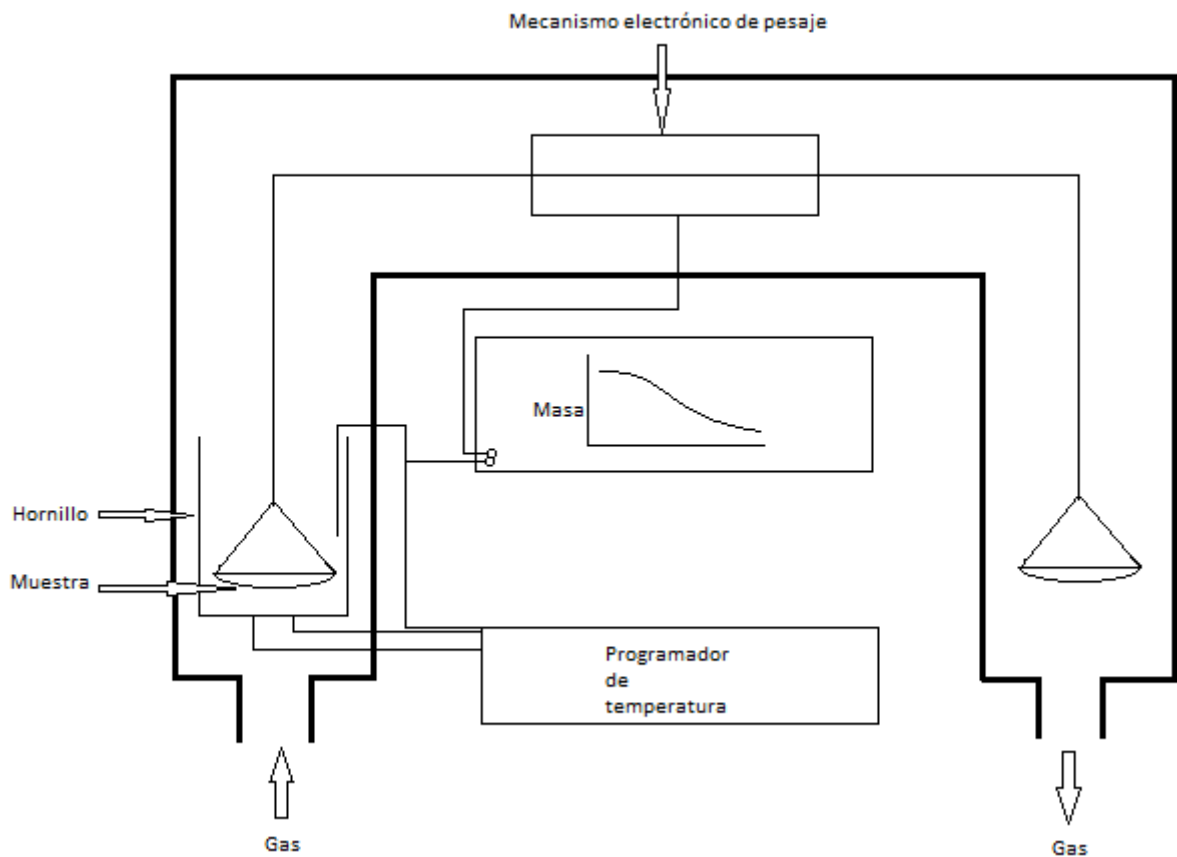 Mecanismo electrónico de pesaje
Masa
Hornillo
Muestra
Programador
de
temperatura
Gas
Gas